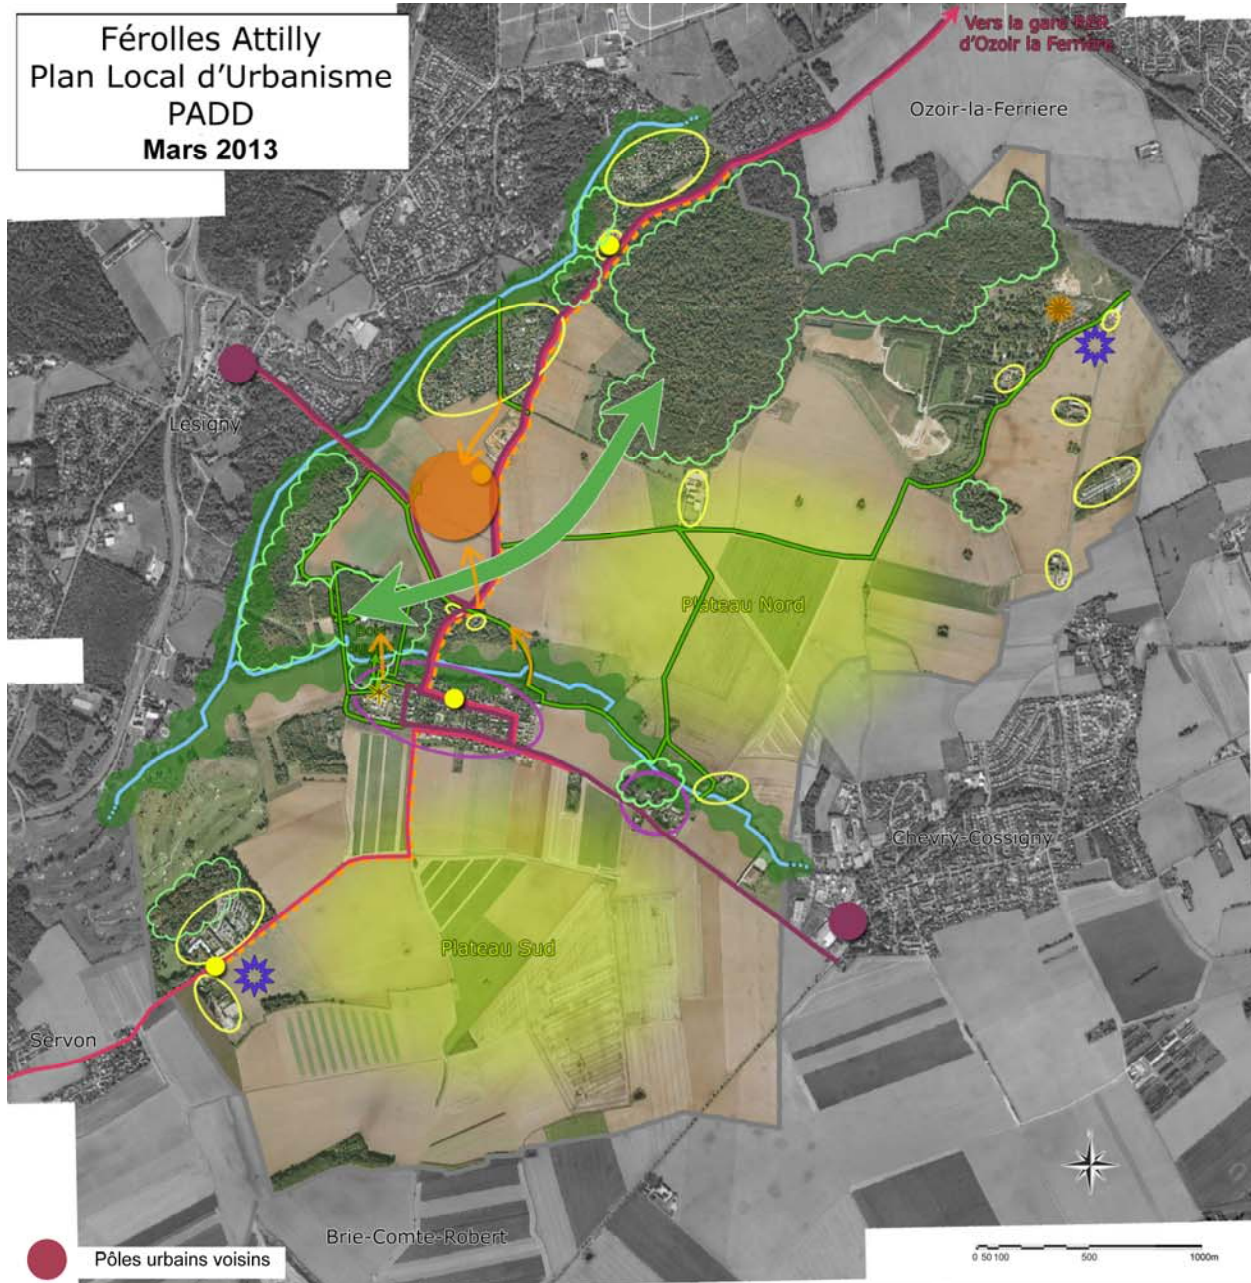 Férolles Attilly
Plan Local d'Urbanisme
PADD
Mars 2013
Vers la gare RER
d'Ozoir la Ferrière
Ozoir-la-Ferriere
Lesigny
Plateau Nord
Chevry-Cossigny
Plateau Sud
Servon
Brie-Comte-Robert
Pôles urbains voisins
0 50 100 500 1000m